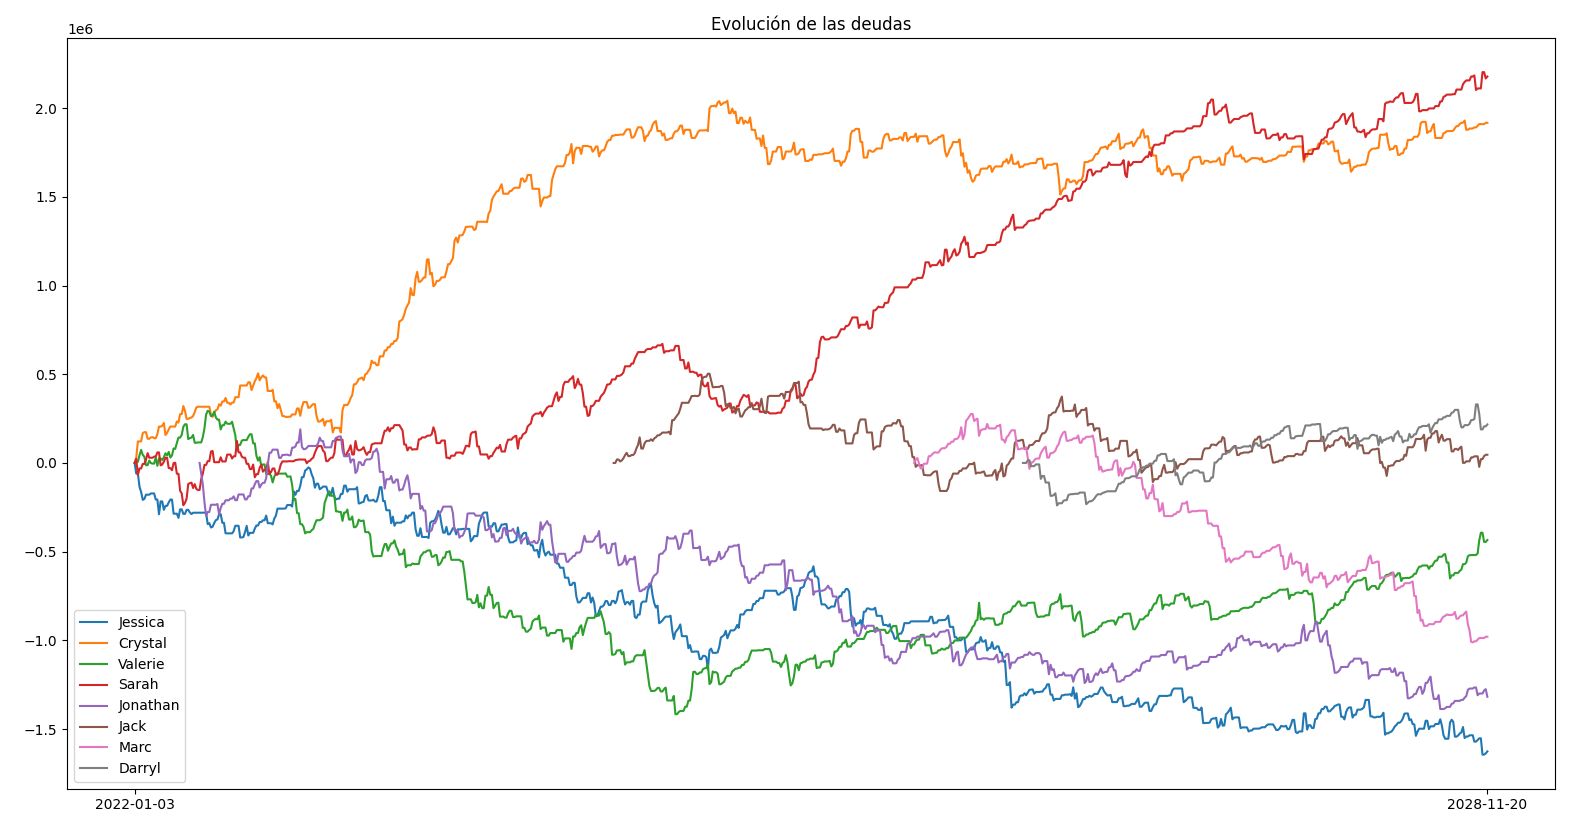 Evolución de las deudas
1e6
2.0
1.5
1.0
0.5
0.0
−0.5
−1.0
−1.5
Jessica
Crystal
Valerie
Sarah
Jonathan
Jack
Marc
Darryl
2022-01-03
2028-11-20